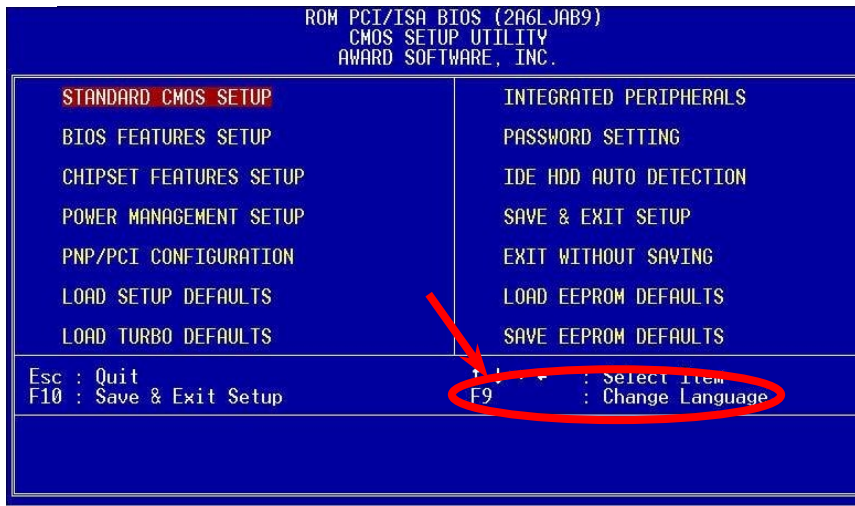 ROM PCI/ISA BIOS (2A6LJAB9)
CMOS SETUP UTILITY
AWARD SOFTWARE, INC.
STANDARD CMOS SETUP
BIOS FEATURES SETUP
CHIPSET FEATURES SETUP
POWER MANAGEMENT SETUP
PNP/PCI CONFIGURATION
LOAD SETUP DEFAULTS
LOAD TURBO DEFAULTS
INTEGRATED PERIPHERALS
PASSWORD SETTING
IDE HDD AUTO DETECTION
SAVE & EXIT SETUP
EXIT WITHOUT SAVING
LOAD EEPROM DEFAULTS
SAVE EEPROM DEFAULTS
Esc : Quit
F10 : Save & Exit Setup
↑ ↓ → ← : Select Item
F9 : Change Language